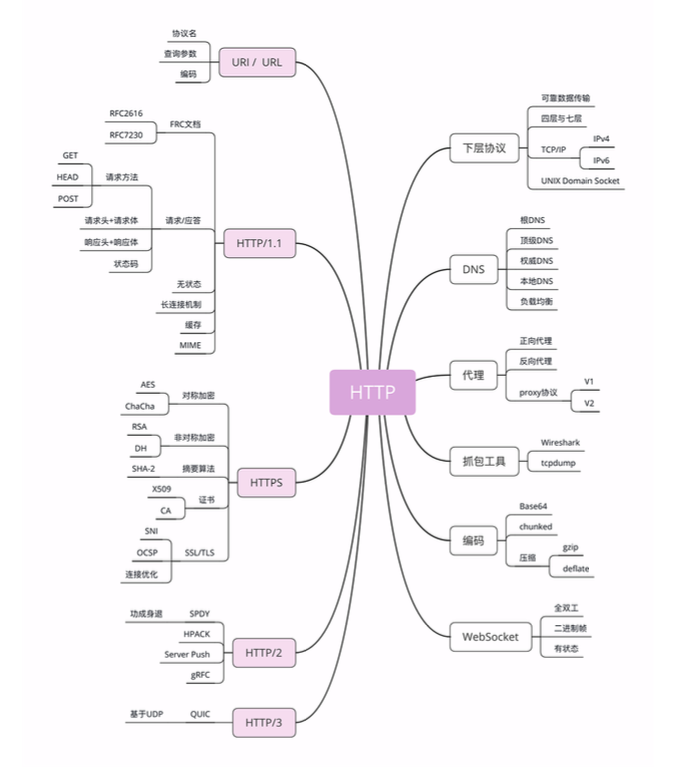 HTTP
URI / URL
协议名
查询参数
编码
HTTP/1.1
FRC文档
RFC2616
RFC7230
请求/应答
请求方法
GET
HEAD
POST
请求头+请求体
响应头+响应体
状态码
无状态
长连接机制
缓存
MIME
HTTPS
对称加密
AES
ChaCha
非对称加密
RSA
DH
摘要算法
SHA-2
证书
X509
CA
SSL/TLS
SNI
OCSP
连接优化
HTTP/2
SPDY
功成身退
HPACK
Server Push
gRFC
HTTP/3
QUIC
基于UDP
下层协议
可靠数据传输
四层与七层
TCP/IP
IPv4
IPv6
UNIX Domain Socket
DNS
根DNS
顶级DNS
权威DNS
本地DNS
负载均衡
代理
正向代理
反向代理
proxy协议
V1
V2
抓包工具
Wireshark
tcpdump
编码
Base64
chunked
压缩
gzip
deflate
WebSocket
全双工
二进制帧
有状态